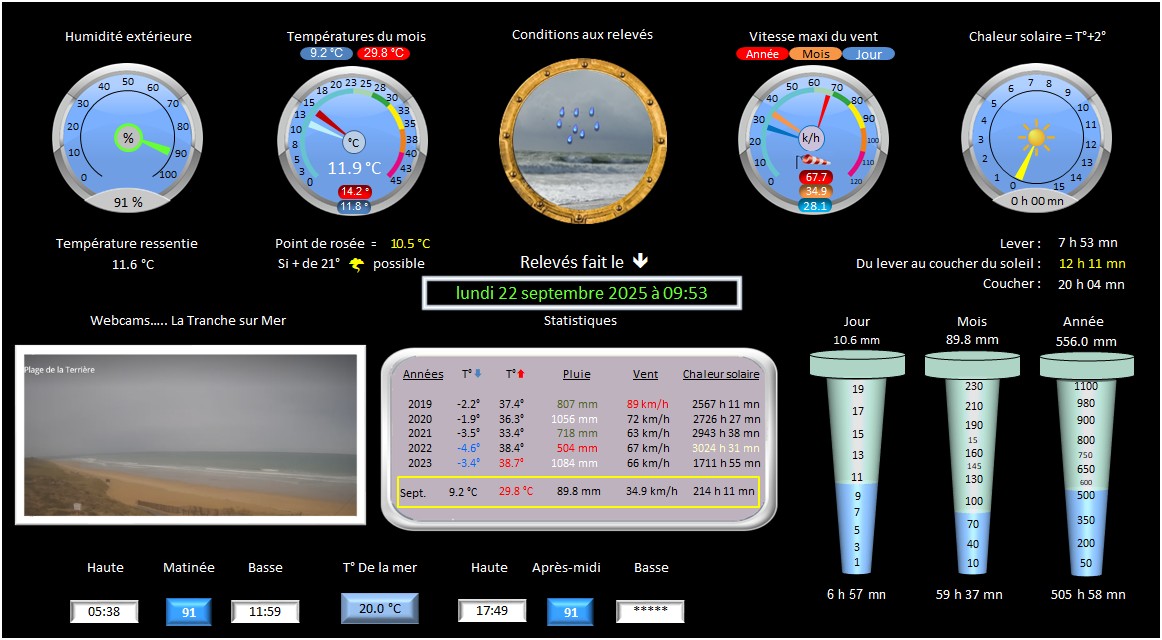 Humidité extérieure
40 50 60
30 70
20 80
10 90
0 100
%
91 %
Températures du mois
9.2 °C 29.8 °C
18 20 23 25 28
15 30
13 33
10 35
8 38
5 40
3 43
0 45
°C
11.9 °C
14.2 °
11.8 °
Conditions aux relevés
Vitesse maxi du vent
Année Mois Jour
50 60 70
40 80
30 90
20 100
10 110
0 120
k/h
67.7
34.9
28.1
Chaleur solaire = T°+2°
7 8
6 9
5 10
4 11
3 12
2 13
1 14
0 15
0 h 00 mn
Température ressentie
11.6 °C
Point de rosée = 10.5 °C
Si + de 21° possible
Relevés fait le
lundi 22 septembre 2025 à 09:53
Lever : 7 h 53 mn
Du lever au coucher du soleil : 12 h 11 mn
Coucher : 20 h 04 mn
Webcams..... La Tranche sur Mer
Plage de la Terrière
Statistiques
Années T° T° Pluie Vent Chaleur solaire
2019 -2.2° 37.4° 807 mm 89 km/h 2567 h 11 mn
2020 -1.9° 36.3° 1056 mm 72 km/h 2726 h 27 mn
2021 -3.5° 33.4° 718 mm 63 km/h 2943 h 38 mn
2022 -4.6° 38.4° 504 mm 67 km/h 3024 h 31 mn
2023 -3.4° 38.7° 1084 mm 66 km/h 1711 h 55 mn
Sept. 9.2 °C 29.8 °C 89.8 mm 34.9 km/h 214 h 11 mn
Jour
10.6 mm
19
17
15
13
11
9
7
5
3
1
6 h 57 mn
Mois
89.8 mm
230
210
190
15
160
145
130
100
70
40
10
59 h 37 mn
Année
556.0 mm
1100
980
900
800
750
650
600
500
350
200
50
505 h 58 mn
Haute Matinée Basse
05:38 91 11:59
T° De la mer
20.0 °C
Haute Après-midi Basse
17:49 91 *****